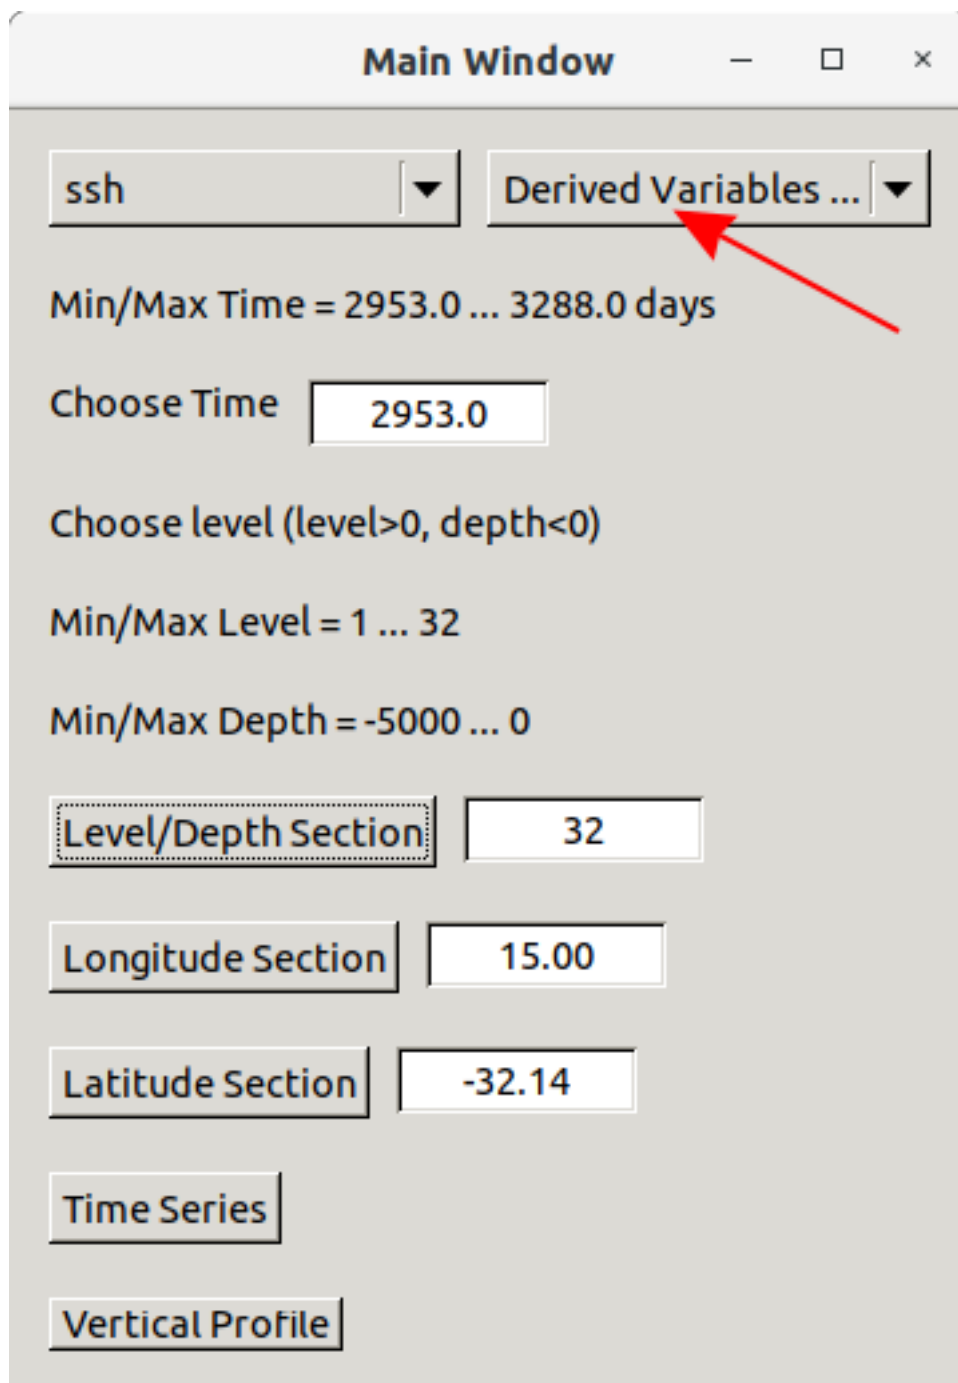 Main Window
ssh Derived Variables ...
Min/Max Time = 2953.0 ... 3288.0 days
Choose Time 2953.0
Choose level (level>0, depth<0)
Min/Max Level = 1 ... 32
Min/Max Depth = -5000 ... 0
Level/Depth Section 32
Longitude Section 15.00
Latitude Section -32.14
Time Series
Vertical Profile